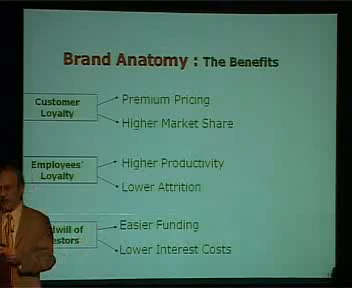 Brand Anatomy : The Benefits
Customer
Loyalty
Premium Pricing
Higher Market Share
Employees'
Loyalty
Higher Productivity
Lower Attrition
of
Easier Funding
Lower Interest Costs